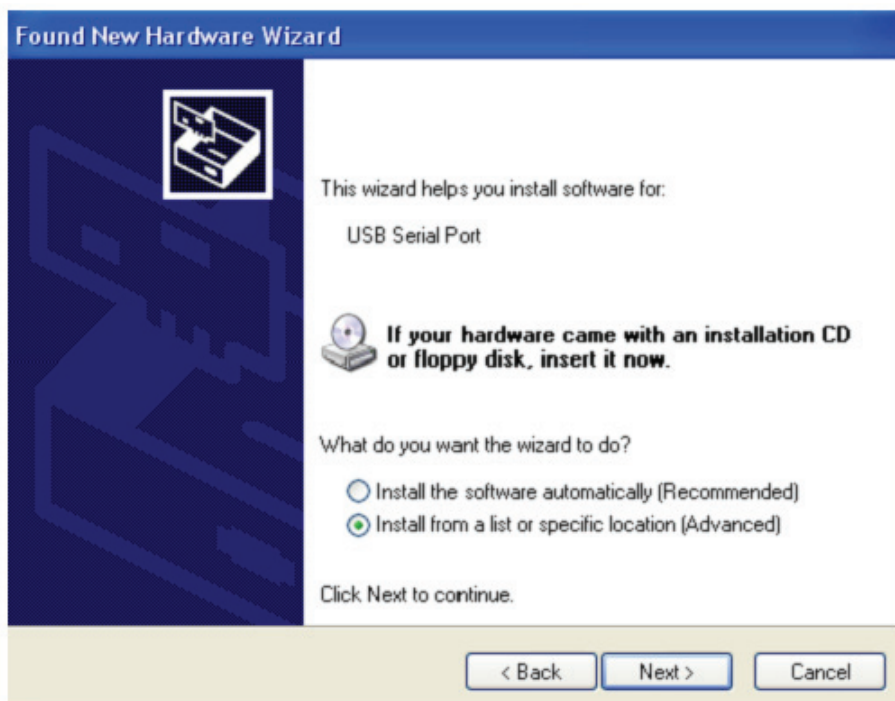 Found New Hardware Wizard
This wizard helps you install software for:
USB Serial Port
If your hardware came with an installation CD
or floppy disk, insert it now.
What do you want the wizard to do?
Install the software automatically (Recommended)
Install from a list or specific location (Advanced)
Click Next to continue.
< Back Next > Cancel